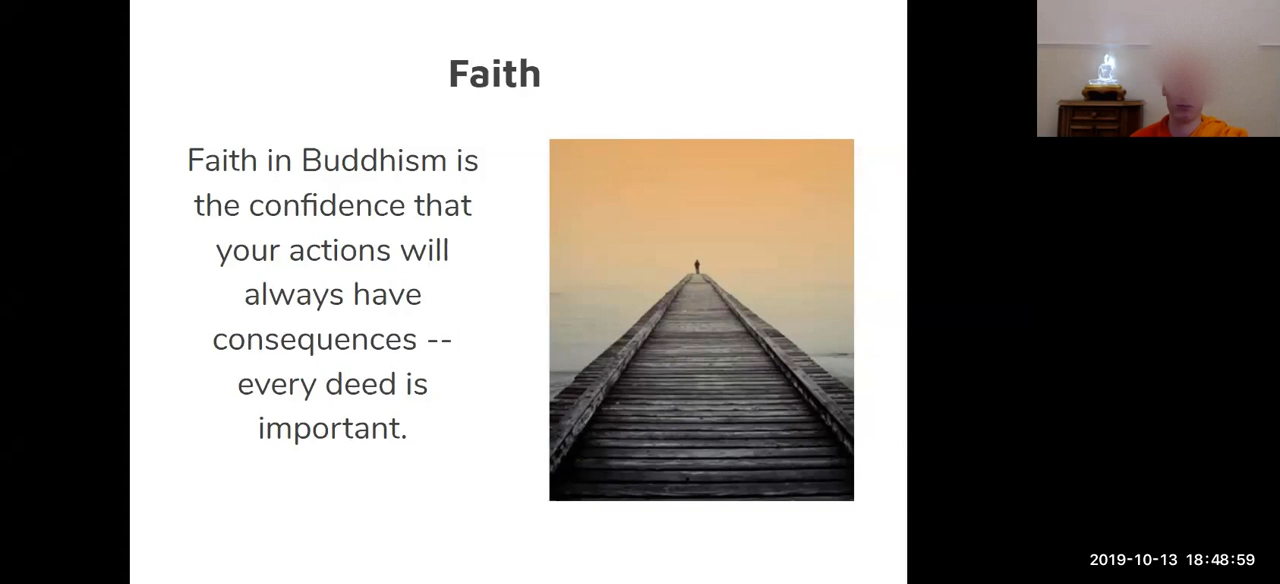 Faith
Faith in Buddhism is
the confidence that
your actions will
always have
consequences --
every deed is
important.
2019-10-13 18:48:59